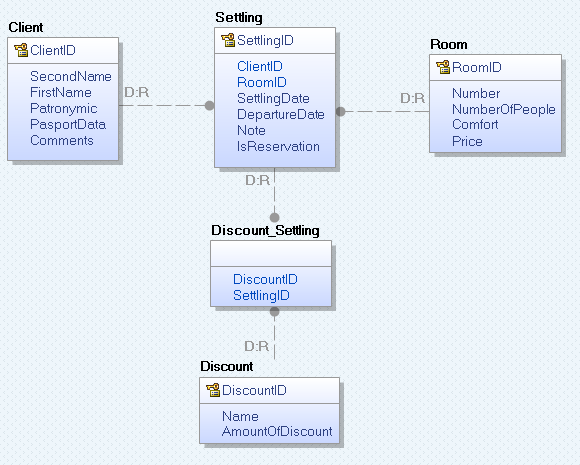 Client
ClientID
SecondName
FirstName
Patronymic
PasportData
Comments
D:R
Settling
SettlingID
ClientID
RoomID
SettlingDate
DepartureDate
Note
IsReservation
D:R
Room
RoomID
Number
NumberOfPeople
Comfort
Price
D:R
Discount_Settling
DiscountID
SettlingID
D:R
Discount
DiscountID
Name
AmountOfDiscount